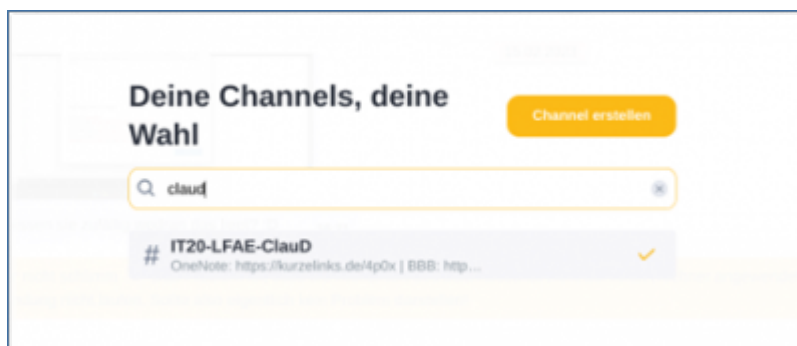 Deine Channels, deine
Wahl
Channel erstellen
claud
# IT20-LFAE-ClauD
OneNote: https://kurzelinks.de/4p0x | BBB: http...